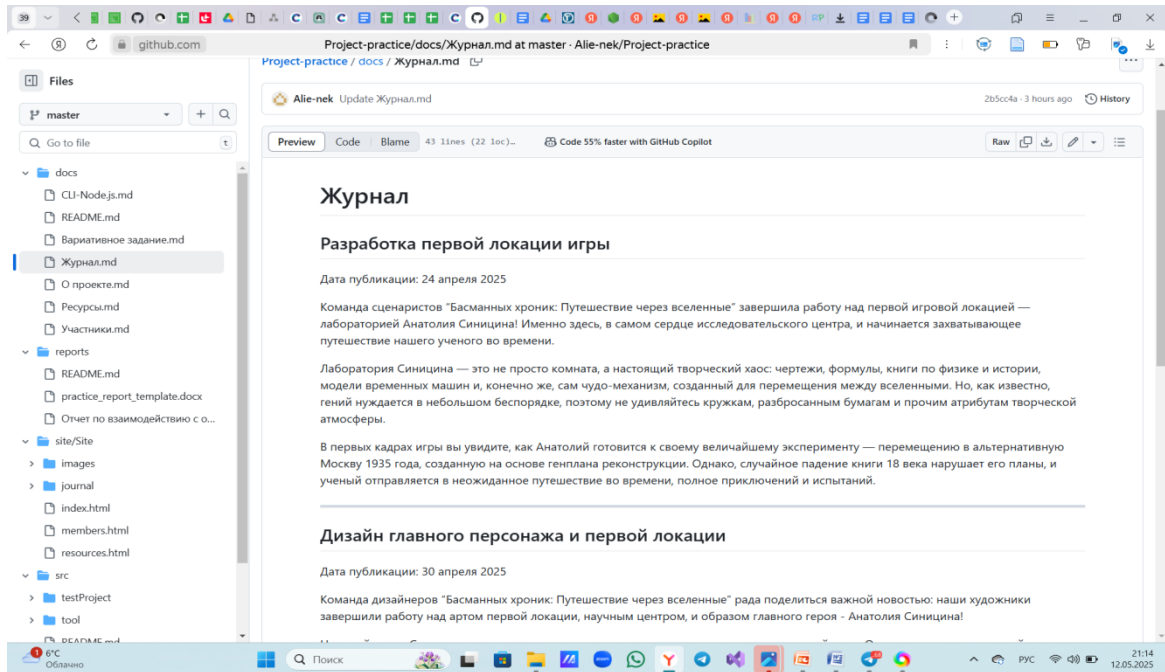 39
github.com
Project-practice/docs/Журнал.md at master · Alie-nek/Project-practice
Files
master
Go to file
t
docs
CLI-Node.js.md
README.md
Вариативное задание.md
Журнал.md
О проекте.md
Ресурсы.md
Участники.md
reports
README.md
practice_report_template.docx
Отчет по взаимодействию с о...
site/Site
images
journal
index.html
members.html
resources.html
src
testProject
tool
README.md
Project-practice / docs / Журнал.md
Alie-nek Update Журнал.md
2b5cc4a · 3 hours ago History
Preview Code Blame 43 lines (22 loc)... Code 55% faster with GitHub Copilot Raw
Журнал
Разработка первой локации игры
Дата публикации: 24 апреля 2025
Команда сценаристов "Басманных хроник: Путешествие через вселенные" завершила работу над первой игровой локацией —
лабораторией Анатолия Синицина! Именно здесь, в самом сердце исследовательского центра, и начинается захватывающее
путешествие нашего ученого во времени.
Лаборатория Синицина — это не просто комната, а настоящий творческий хаос: чертежи, формулы, книги по физике и истории,
модели временных машин и, конечно же, сам чудо-механизм, созданный для перемещения между вселенными. Но, как известно,
гений нуждается в небольшом беспорядке, поэтому не удивляйтесь кружкам, разбросанным бумагам и прочим атрибутам творческой
атмосферы.
В первых кадрах игры вы увидите, как Анатолий готовится к своему величайшему эксперименту — перемещению в альтернативную
Москву 1935 года, созданную на основе генплана реконструкции. Однако, случайное падение книги 18 века нарушает его планы, и
ученый отправляется в неожиданное путешествие во времени, полное приключений и испытаний.
Дизайн главного персонажа и первой локации
Дата публикации: 30 апреля 2025
Команда дизайнеров "Басманных хроник: Путешествие через вселенные" рада поделиться важной новостью: наши художники
завершили работу над артом первой локации, научным центром, и образом главного героя - Анатолия Синицина!
1
6°C
Облачно
Поиск
РУС
21:14
12.05.2025